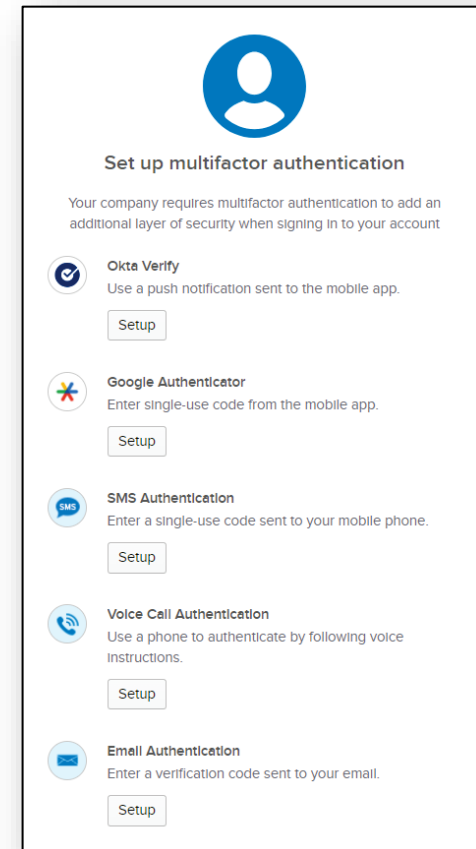 Set up multifactor authentication
Your company requires multifactor authentication to add an
additional layer of security when signing in to your account
Okta Verify
Use a push notification sent to the mobile app.
Setup
Google Authenticator
Enter single-use code from the mobile app.
Setup
SMS
SMS Authentication
Enter a single-use code sent to your mobile phone.
Setup
Voice Call Authentication
Use a phone to authenticate by following voice
instructions.
Setup
Email Authentication
Enter a verification code sent to your email.
Setup